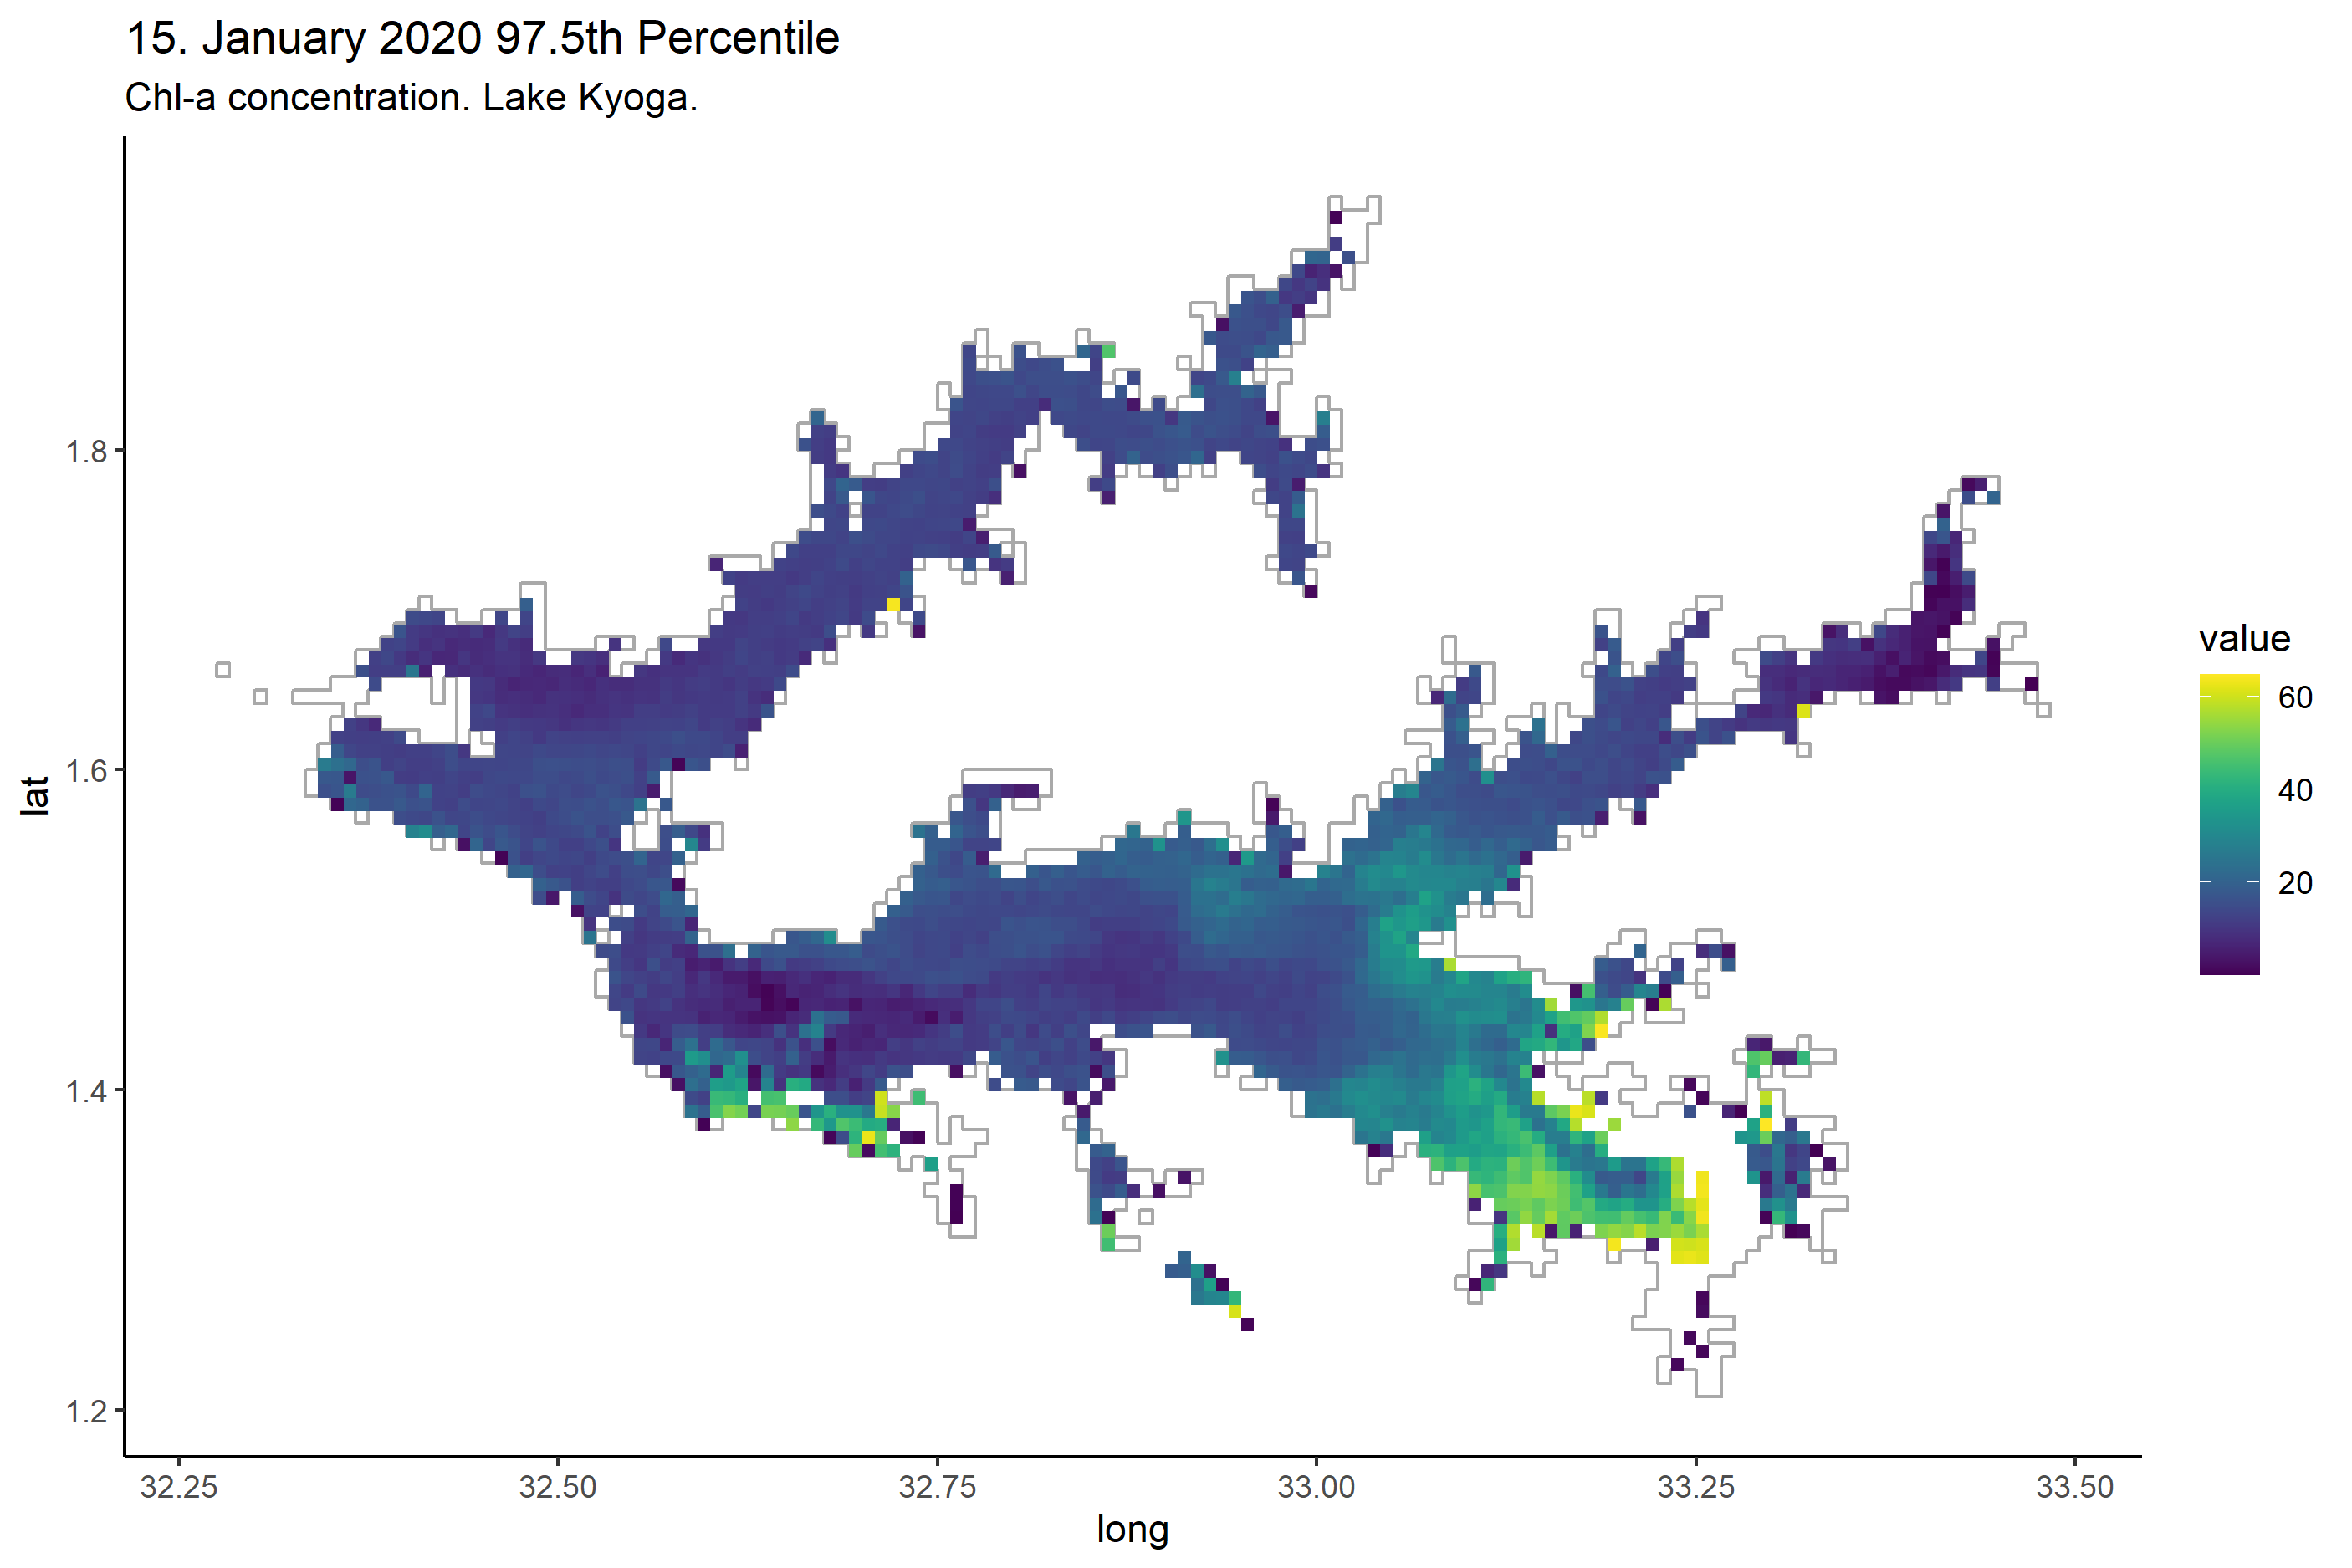 15. January 2020 97.5th Percentile
Chl-a concentration. Lake Kyoga.
lat
1.8
1.6
1.4
1.2
32.25 32.50 32.75 33.00 33.25 33.50
long
value
60
40
20